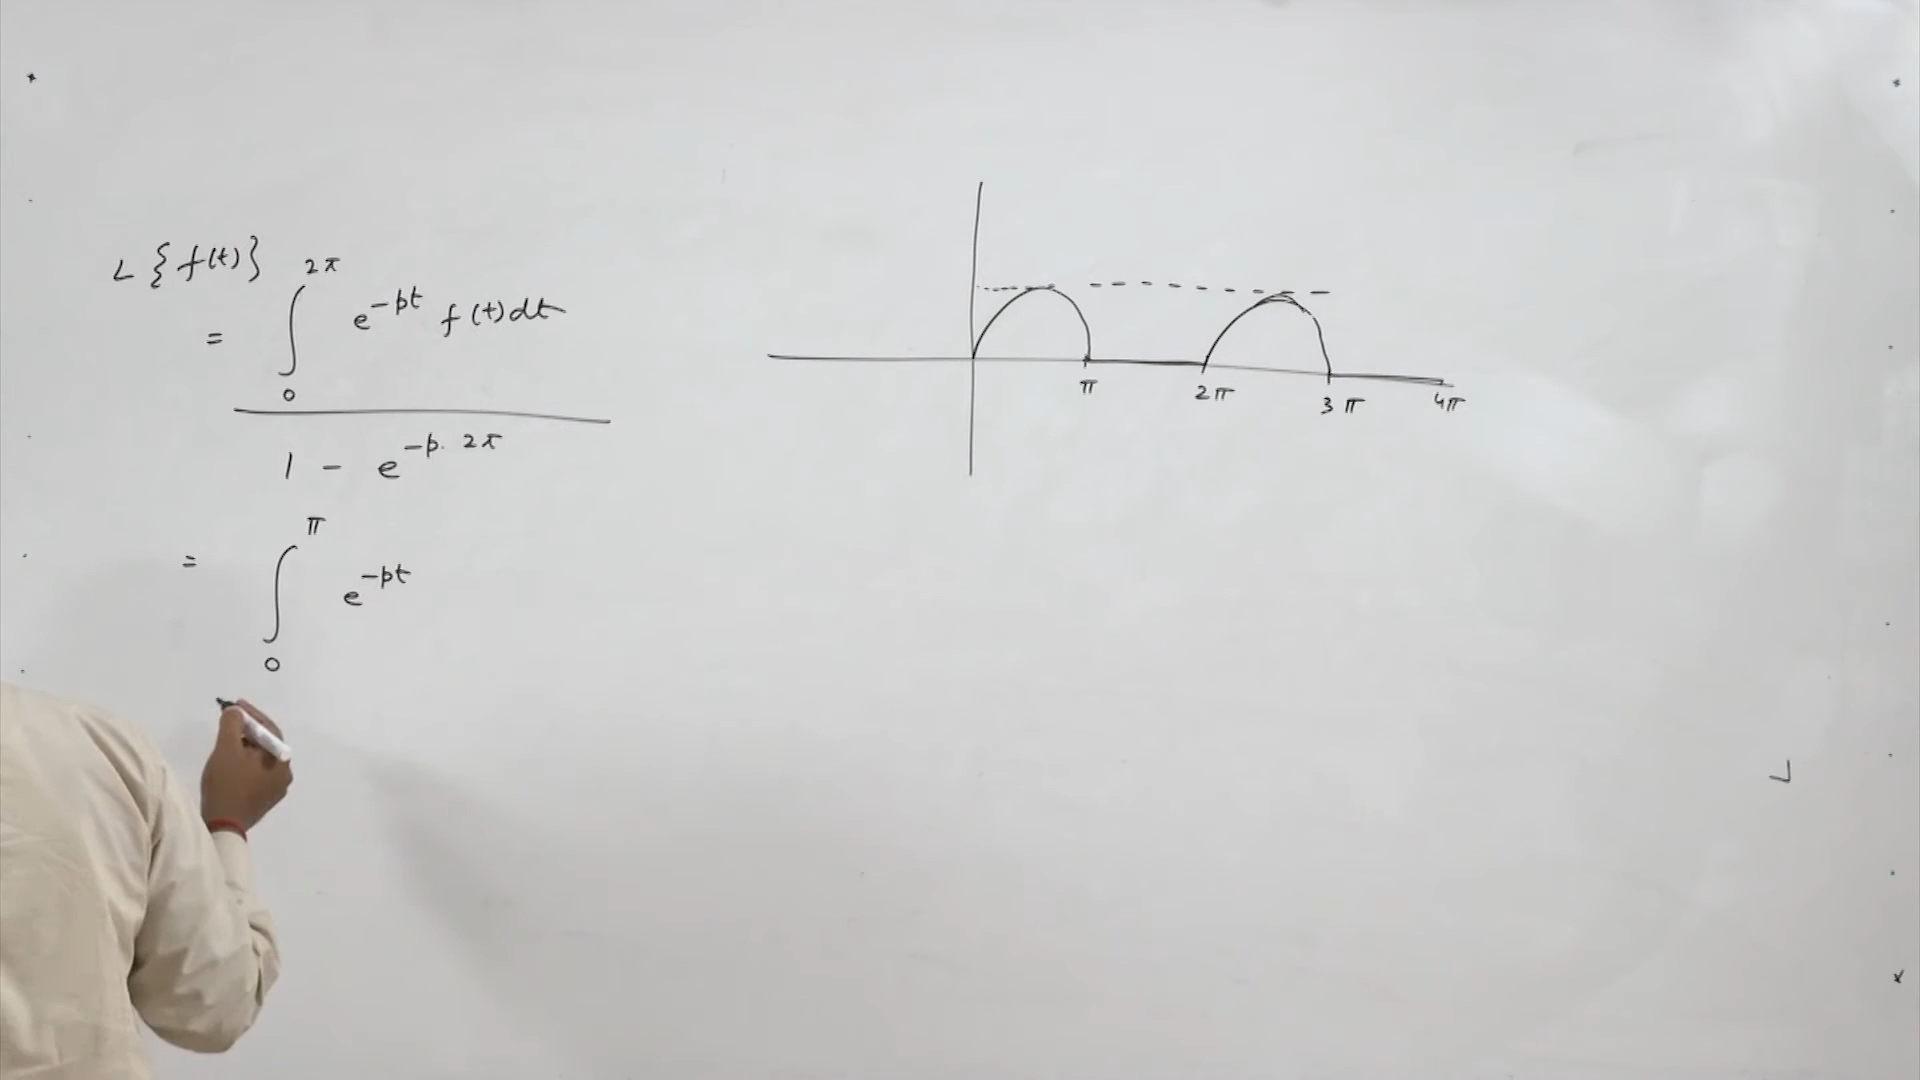 L {f(t)}
= ∫₀^{2π} e^{-pt} f(t)dt
1 - e^{-p. 2π}
= ∫₀^{π} e^{-pt}
π 2π 3π 4π